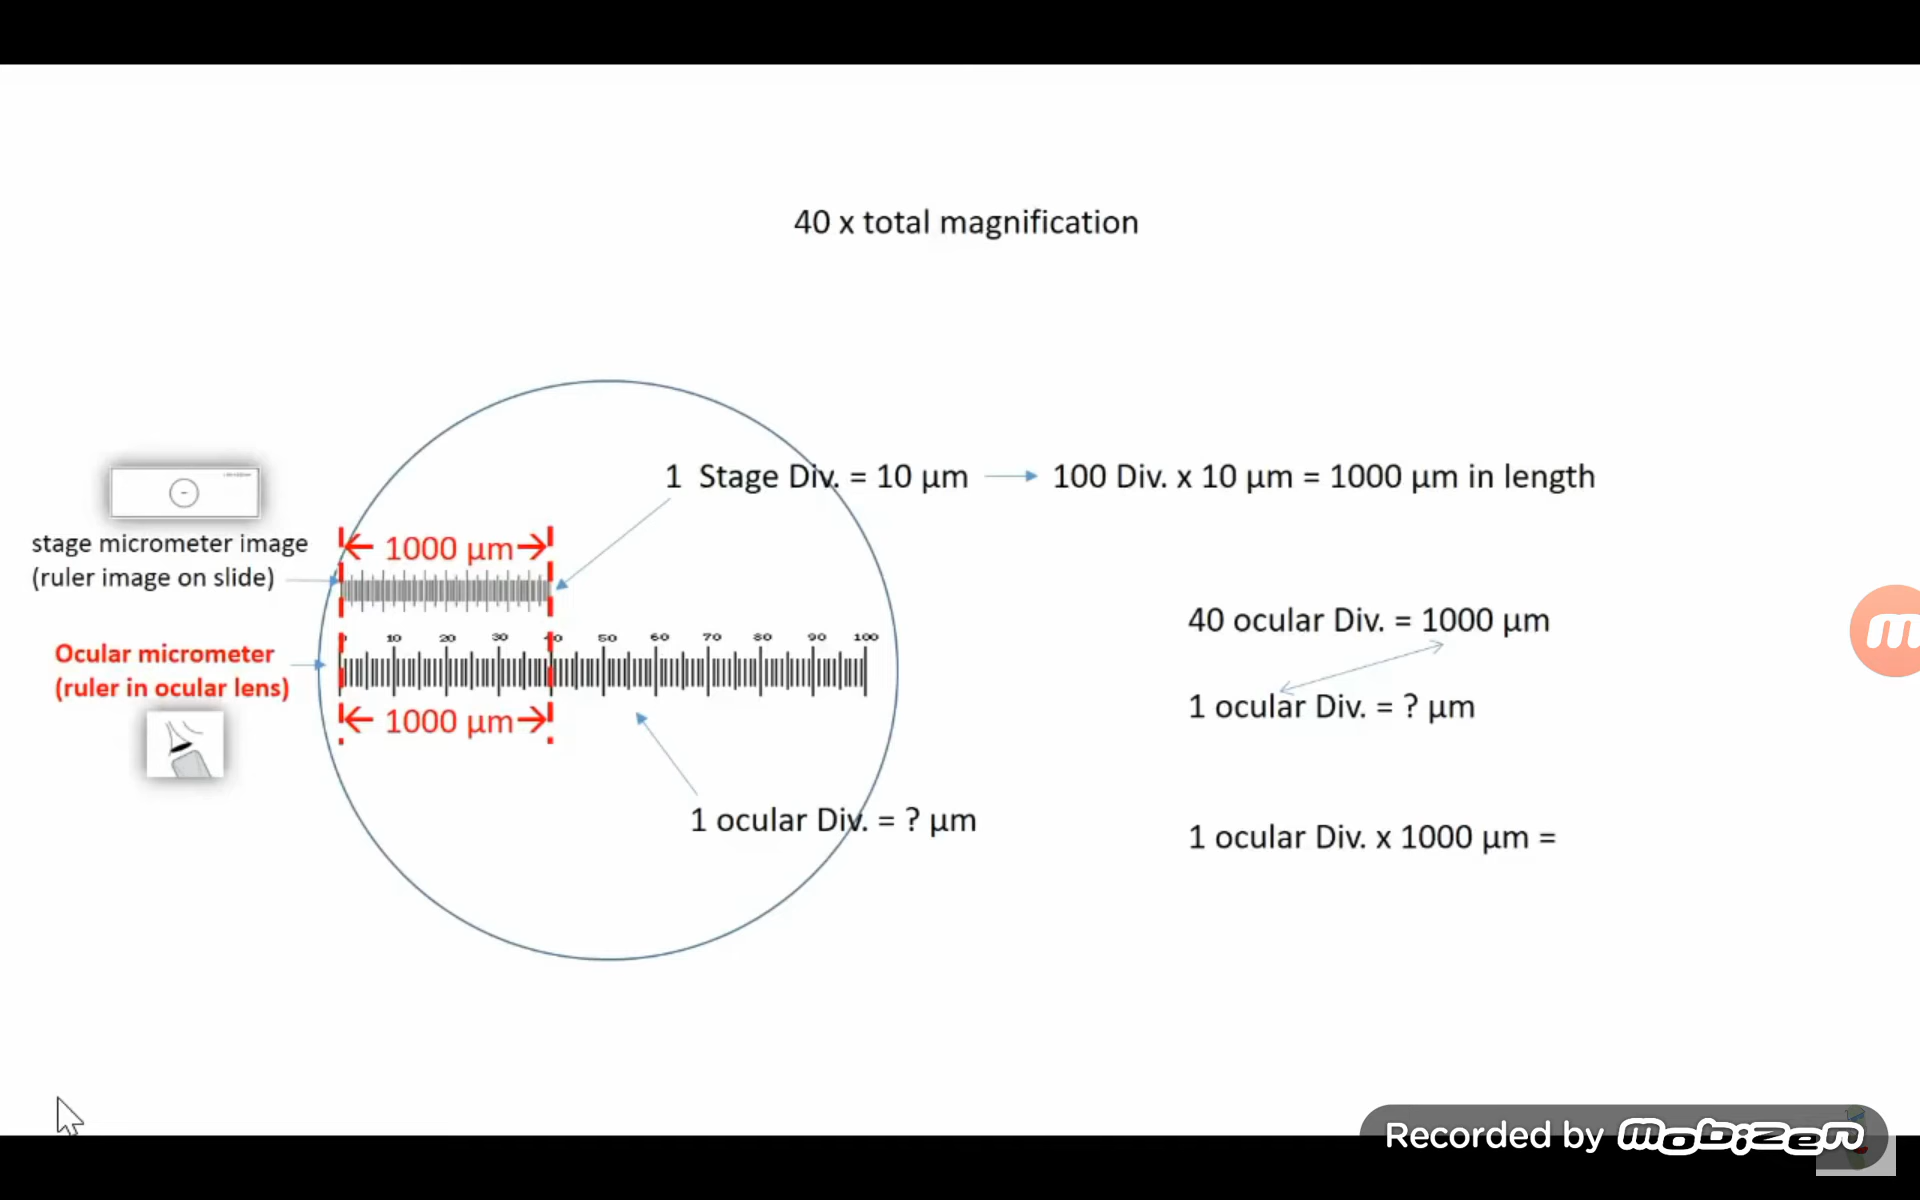 40 x total magnification
1 Stage Div. = 10 µm
100 Div. x 10 µm = 1000 µm in length
stage micrometer image
(ruler image on slide)
1000 µm
40 ocular Div. = 1000 µm
10 20 30 40 50 60 70 80 90 100
Ocular micrometer
(ruler in ocular lens)
1000 µm
1 ocular Div. = ? µm
1 ocular Div. = ? µm
1 ocular Div. x 1000 µm =
Recorded by mobizen